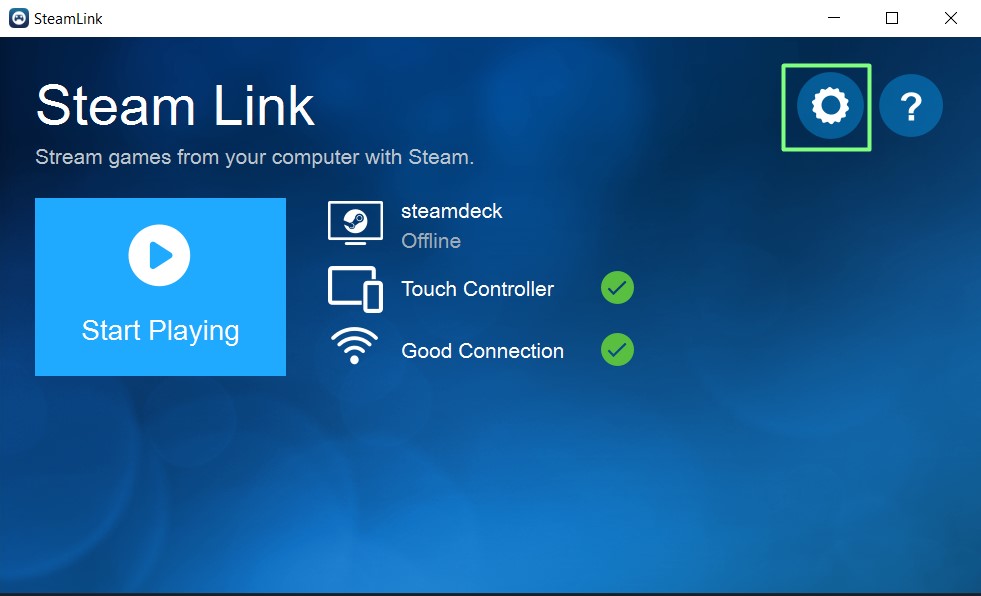 SteamLink
Steam Link
?
Stream games from your computer with Steam.
steamdeck
Offline
Touch Controller
Start Playing
Good Connection